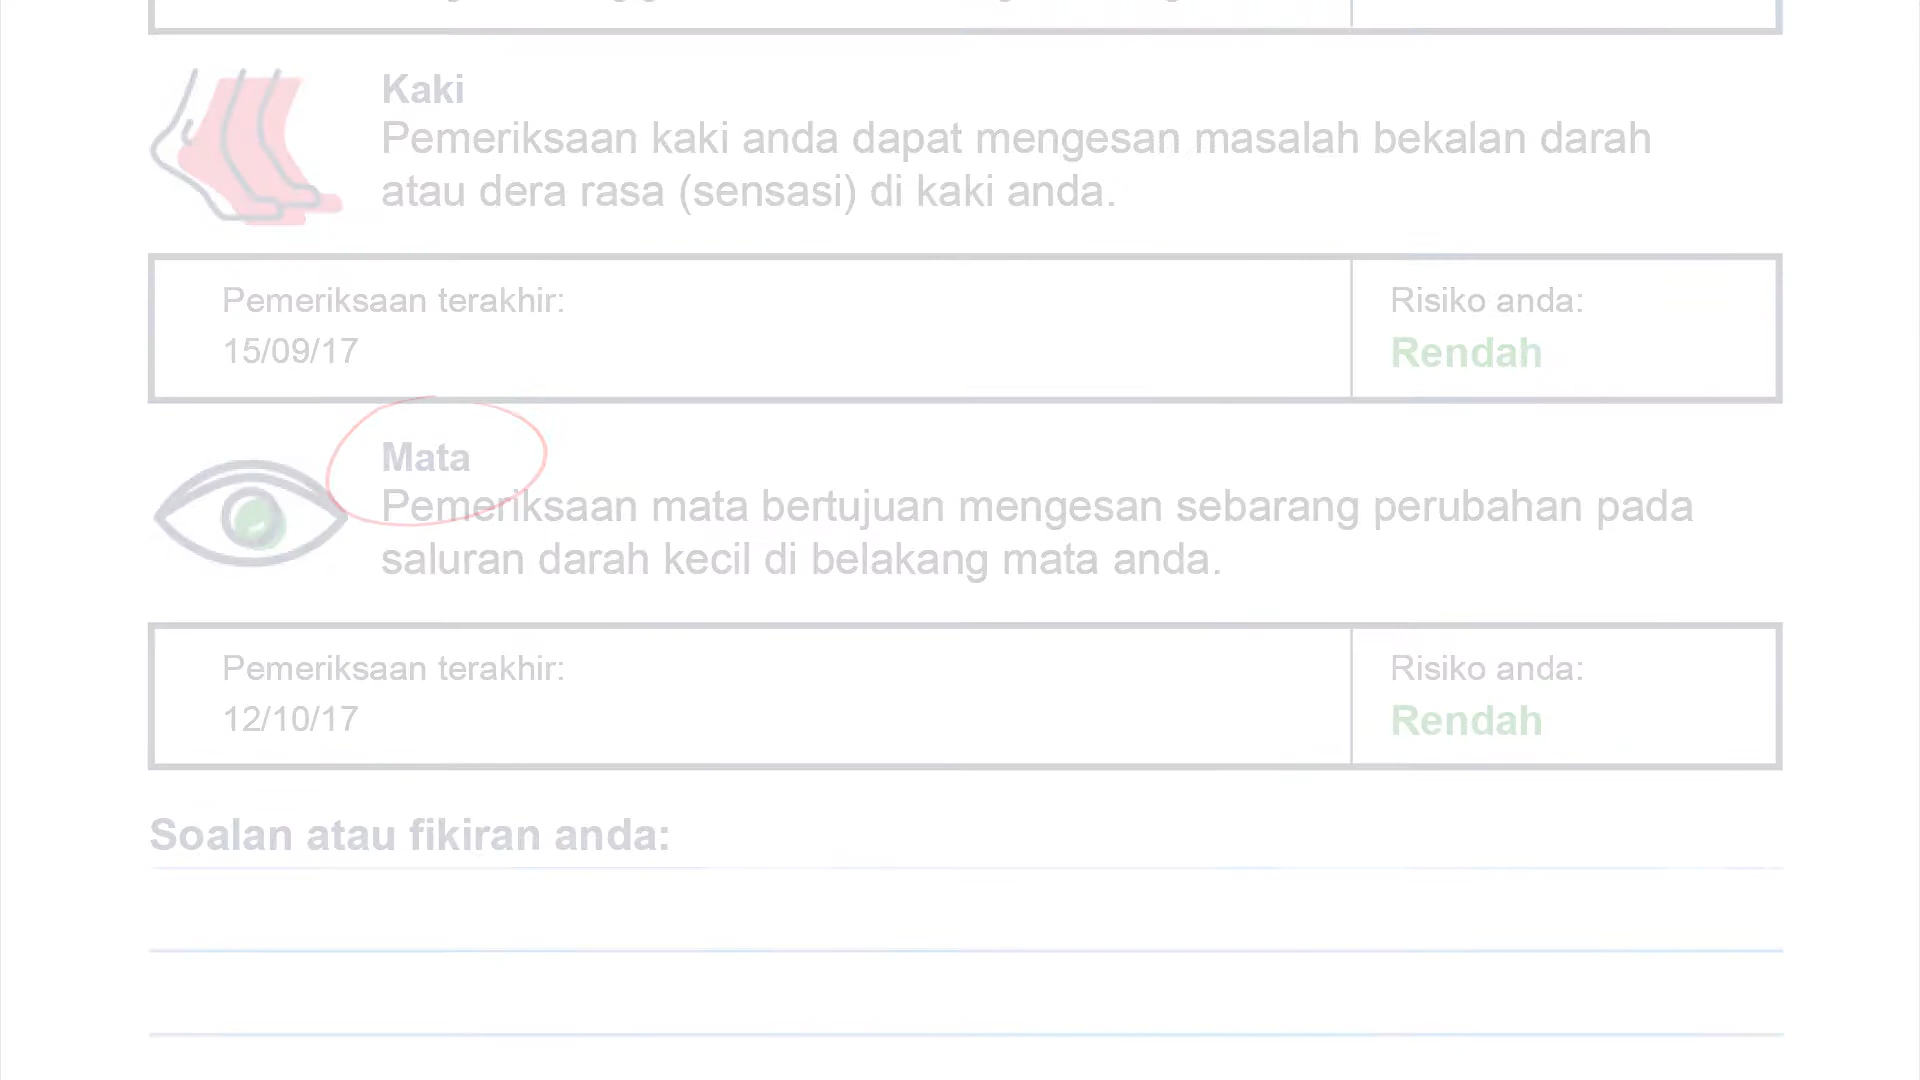 Kaki
Pemeriksaan kaki anda dapat mengesan masalah bekalan darah
atau dera rasa (sensasi) di kaki anda.
Pemeriksaan terakhir:
15/09/17
Risiko anda:
Rendah
Mata
Pemeriksaan mata bertujuan mengesan sebarang perubahan pada
saluran darah kecil di belakang mata anda.
Pemeriksaan terakhir:
12/10/17
Risiko anda:
Rendah
Soalan atau fikiran anda: